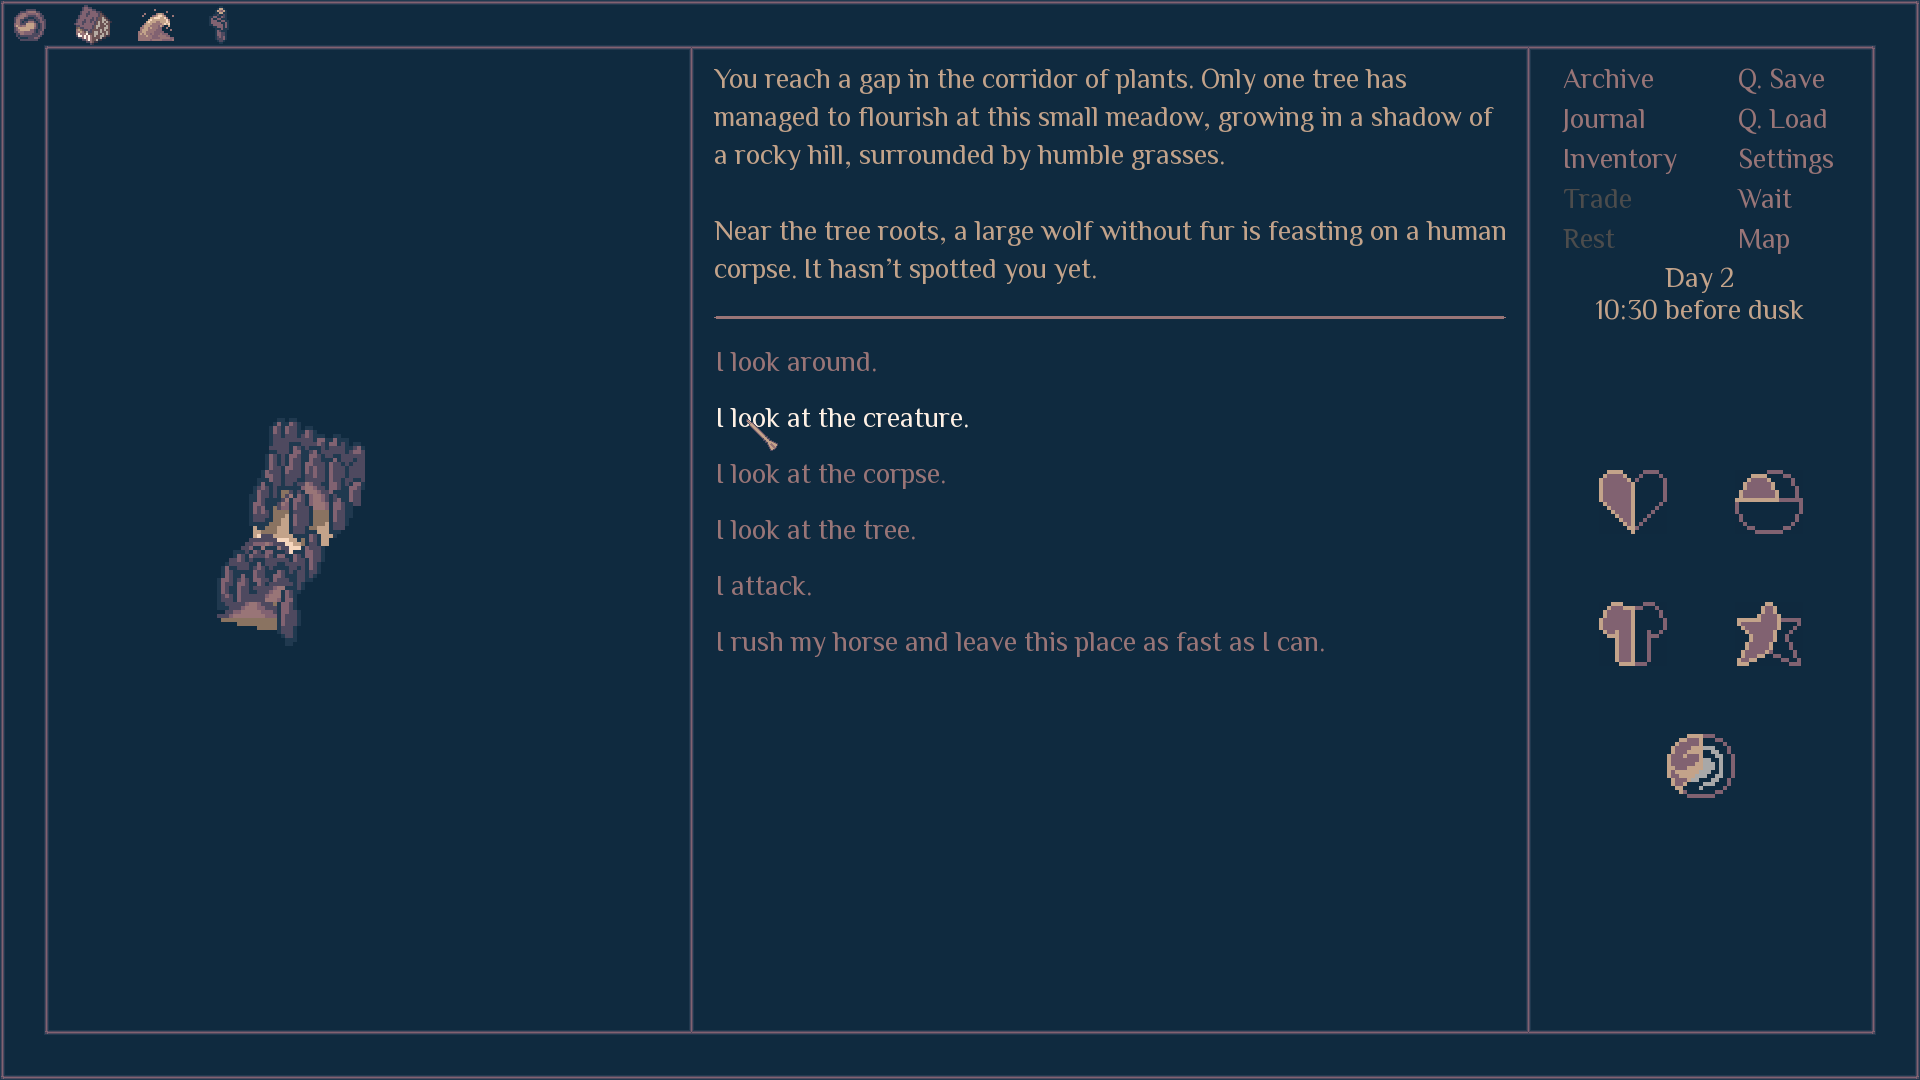 You reach a gap in the corridor of plants. Only one tree has
managed to flourish at this small meadow, growing in a shadow of
a rocky hill, surrounded by humble grasses.
Near the tree roots, a large wolf without fur is feasting on a human
corpse. It hasn’t spotted you yet.
I look around.
I look at the creature.
I look at the corpse.
I look at the tree.
I attack.
I rush my horse and leave this place as fast as I can.
Archive
Q. Save
Journal
Q. Load
Inventory
Settings
Trade
Wait
Rest
Map
Day 2
10:30 before dusk